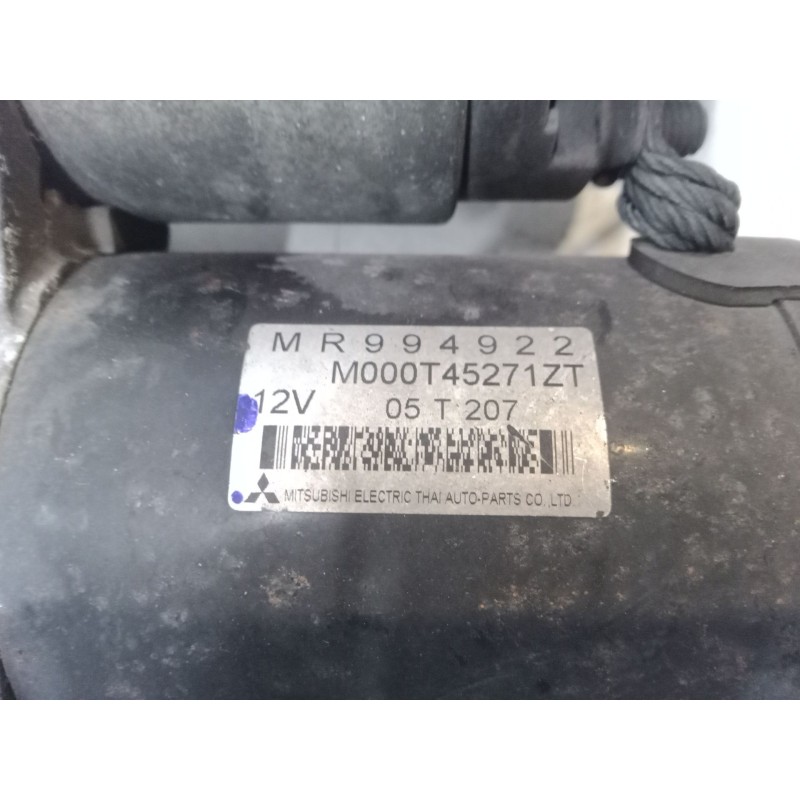 MR994922
M000T45271ZT
12V 05 T 207
MITSUBISHI ELECTRIC THAI AUTO-PARTS CO.,LTD